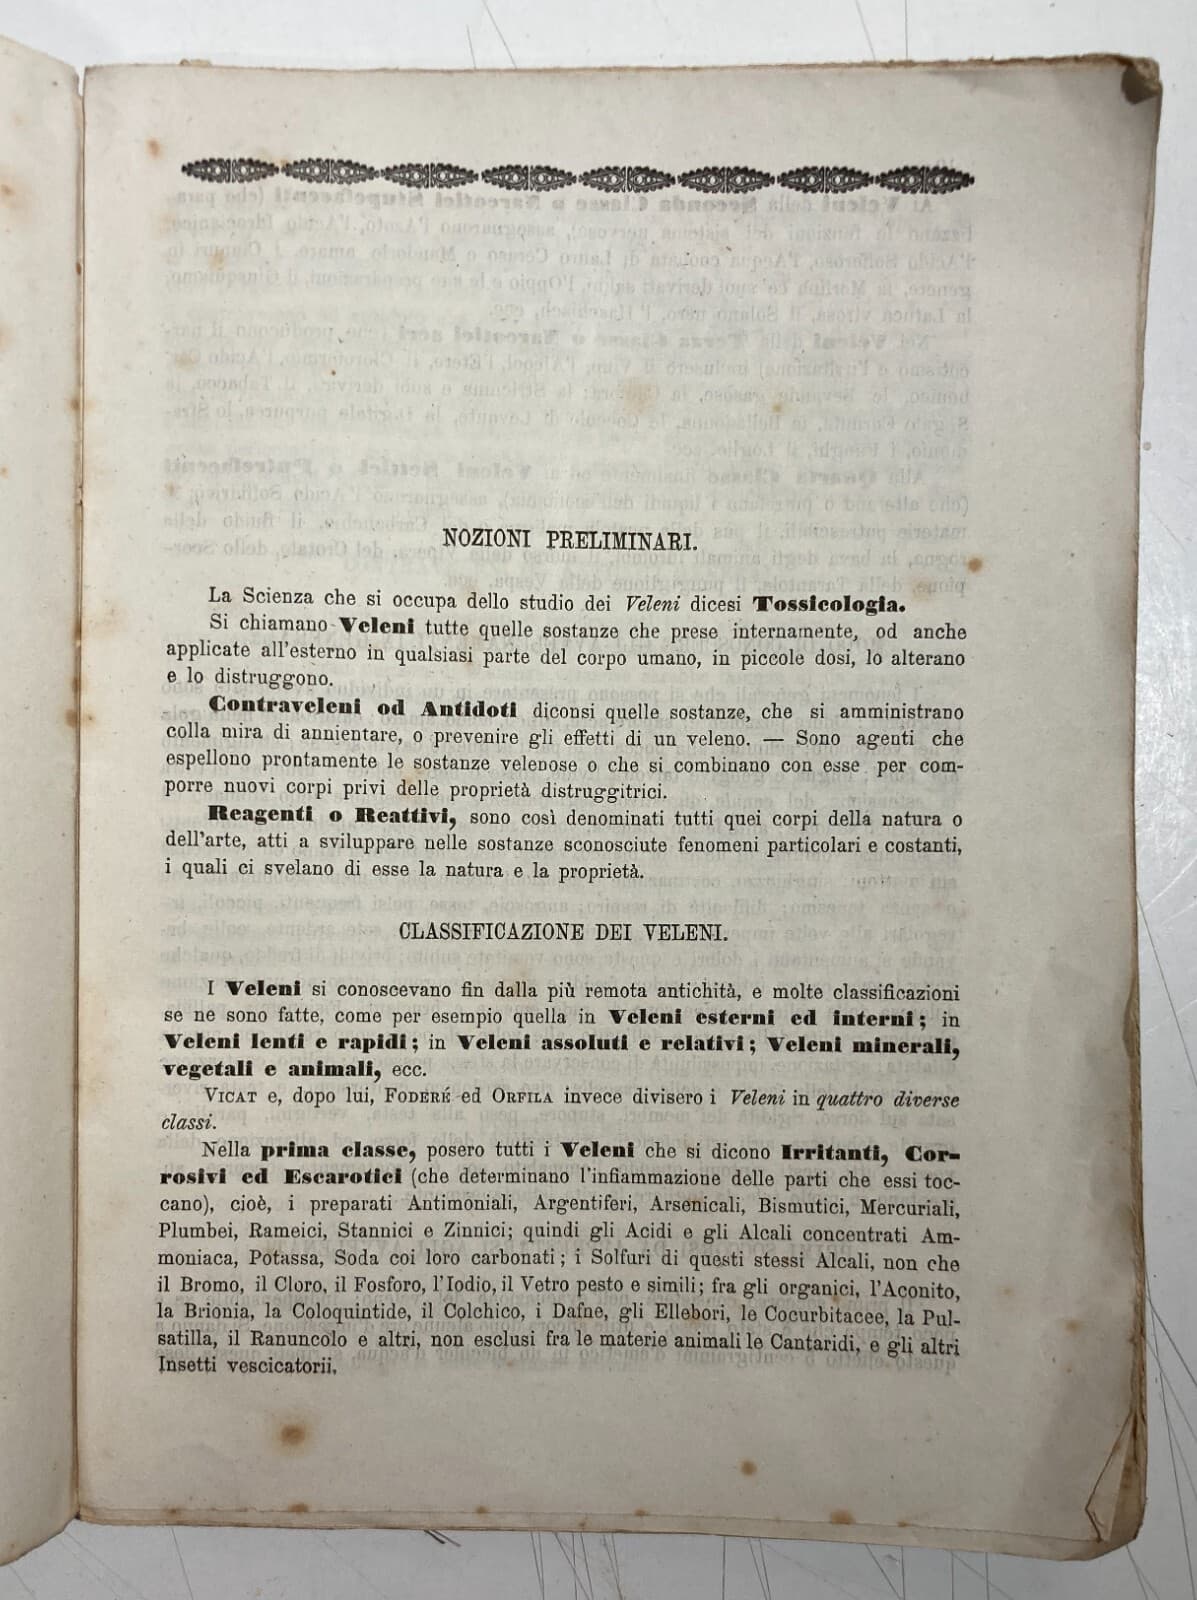 NOZIONI PRELIMINARI.
La Scienza che si occupa dello studio dei Veleni dicesi Tossicologia.
Si chiamano Veleni tutte quelle sostanze che prese internamente, od anche
applicate all'esterno in qualsiasi parte del corpo umano, in piccole dosi, lo alterano
e lo distruggono.
Contraveleni od Antidoti diconsi quelle sostanze, che si amministrano
colla mira di annientare, o prevenire gli effetti di un veleno. — Sono agenti che
espellono prontamente le sostanze velenose o che si combinano con esse per com-
porre nuovi corpi privi delle proprietà distruggitrici.
Reagenti o Reattivi, sono così denominati tutti quei corpi della natura o
dell'arte, atti a sviluppare nelle sostanze sconosciute fenomeni particolari e costanti,
i quali ci svelano di esse la natura e la proprietà.
CLASSIFICAZIONE DEI VELENI.
I Veleni si conoscevano fin dalla più remota antichità, e molte classificazioni
se ne sono fatte, come per esempio quella in Veleni esterni ed interni; in
Veleni lenti e rapidi; in Veleni assoluti e relativi; Veleni minerali,
vegetali e animali, ecc.
VICAT e, dopo lui, FODERÉ ed ORFILA invece divisero i Veleni in quattro diverse
classi.
Nella prima classe, posero tutti i Veleni che si dicono Irritanti, Cor-
rosivi ed Escarotici (che determinano l'infiammazione delle parti che essi toc-
cano), cioè, i preparati Antimoniali, Argentiferi, Arsenicali, Bismutici, Mercuriali,
Plumbei, Rameici, Stannici e Zinnici; quindi gli Acidi e gli Alcali concentrati Am-
moniaca, Potassa, Soda coi loro carbonati; i Solfuri di questi stessi Alcali, non che
il Bromo, il Cloro, il Fosforo, l'Iodio, il Vetro pesto e simili; fra gli organici, l'Aconito,
la Brionia, la Coloquintide, il Colchico, i Dafne, gli Ellebori, le Cocurbitacee, la Pul-
satilla, il Ranuncolo e altri, non esclusi fra le materie animali le Cantaridi, e gli altri
Insetti vescicatorii.